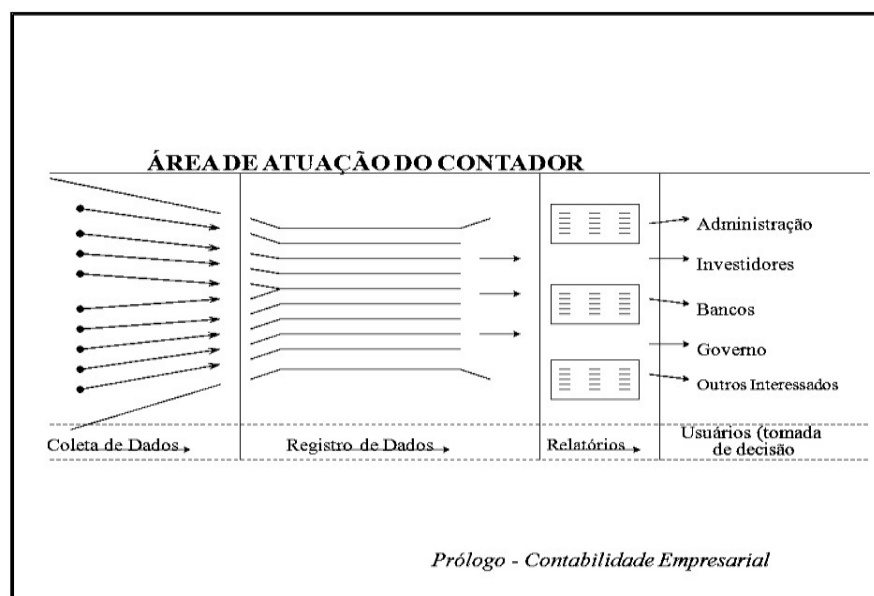 ÁREA DE ATUAÇÃO DO CONTADOR
Administração
Investidores
Bancos
Governo
Outros Interessados
Coleta de Dados
Registro de Dados
Relatórios
Usuários (tomada
de decisão
Prólogo - Contabilidade Empresarial